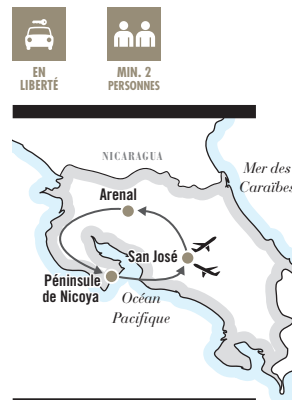 EN
LIBERTÉ
MIN. 2
PERSONNES
NICARAGUA
Mer des
Caraïbes
Arenal
San José
Péninsule
de Nicoya
Océan
Pacifique